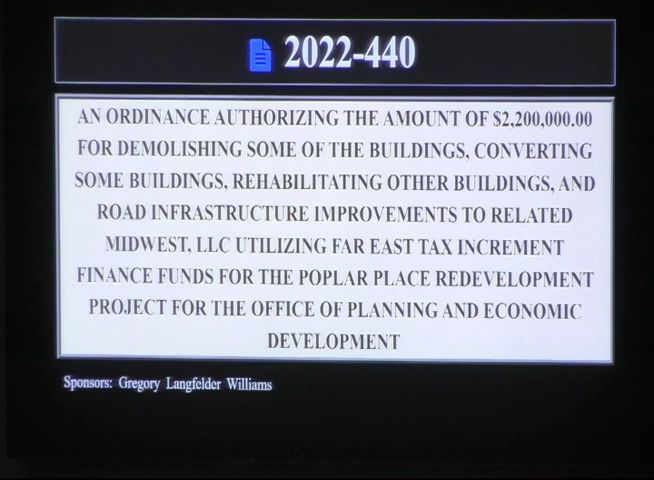 2022-440
AN ORDINANCE AUTHORIZING THE AMOUNT OF $2,200,000.00
FOR DEMOLISHING SOME OF THE BUILDINGS, CONVERTING
SOME BUILDINGS, REHABILITATING OTHER BUILDINGS, AND
ROAD INFRASTRUCTURE IMPROVEMENTS TO RELATED
MIDWEST, LLC UTILIZING FAR EAST TAX INCREMENT
FINANCE FUNDS FOR THE POPLAR PLACE REDEVELOPMENT
PROJECT FOR THE OFFICE OF PLANNING AND ECONOMIC
DEVELOPMENT
Sponsors: Gregory Langfelder Williams